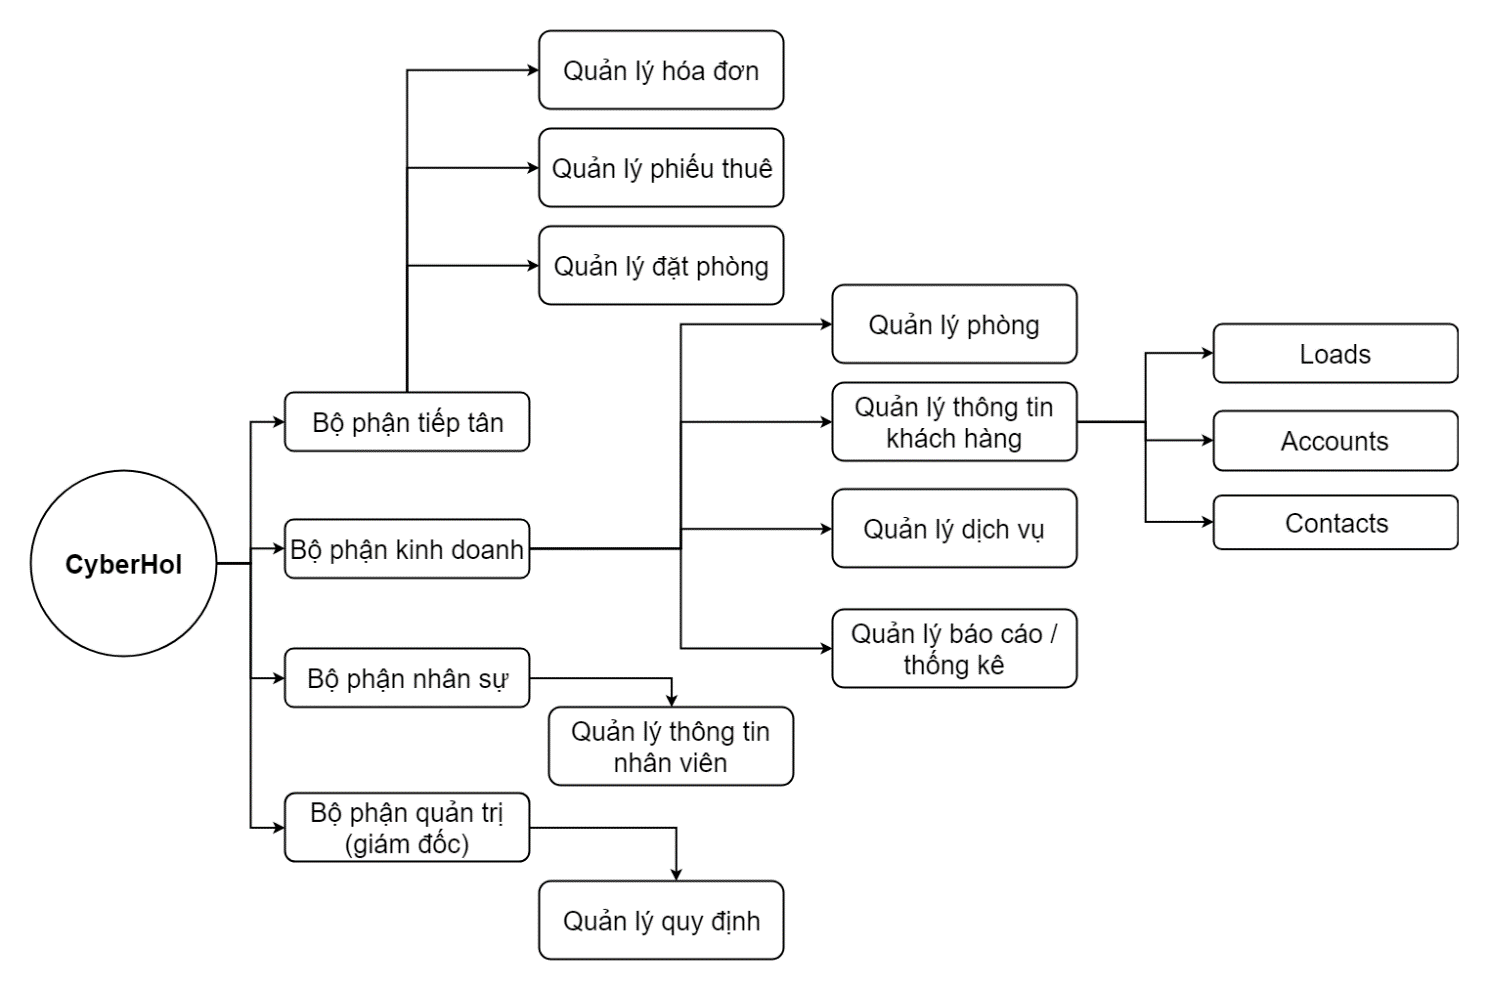 Quản lý hóa đơn
Quản lý phiếu thuê
Quản lý đặt phòng
Quản lý phòng
Quản lý thông tin
khách hàng
Loads
Accounts
Contacts
Bộ phận tiếp tân
CyberHol
Bộ phận kinh doanh
Quản lý dịch vụ
Quản lý báo cáo /
thống kê
Bộ phận nhân sự
Quản lý thông tin
nhân viên
Bộ phận quản trị
(giám đốc)
Quản lý quy định